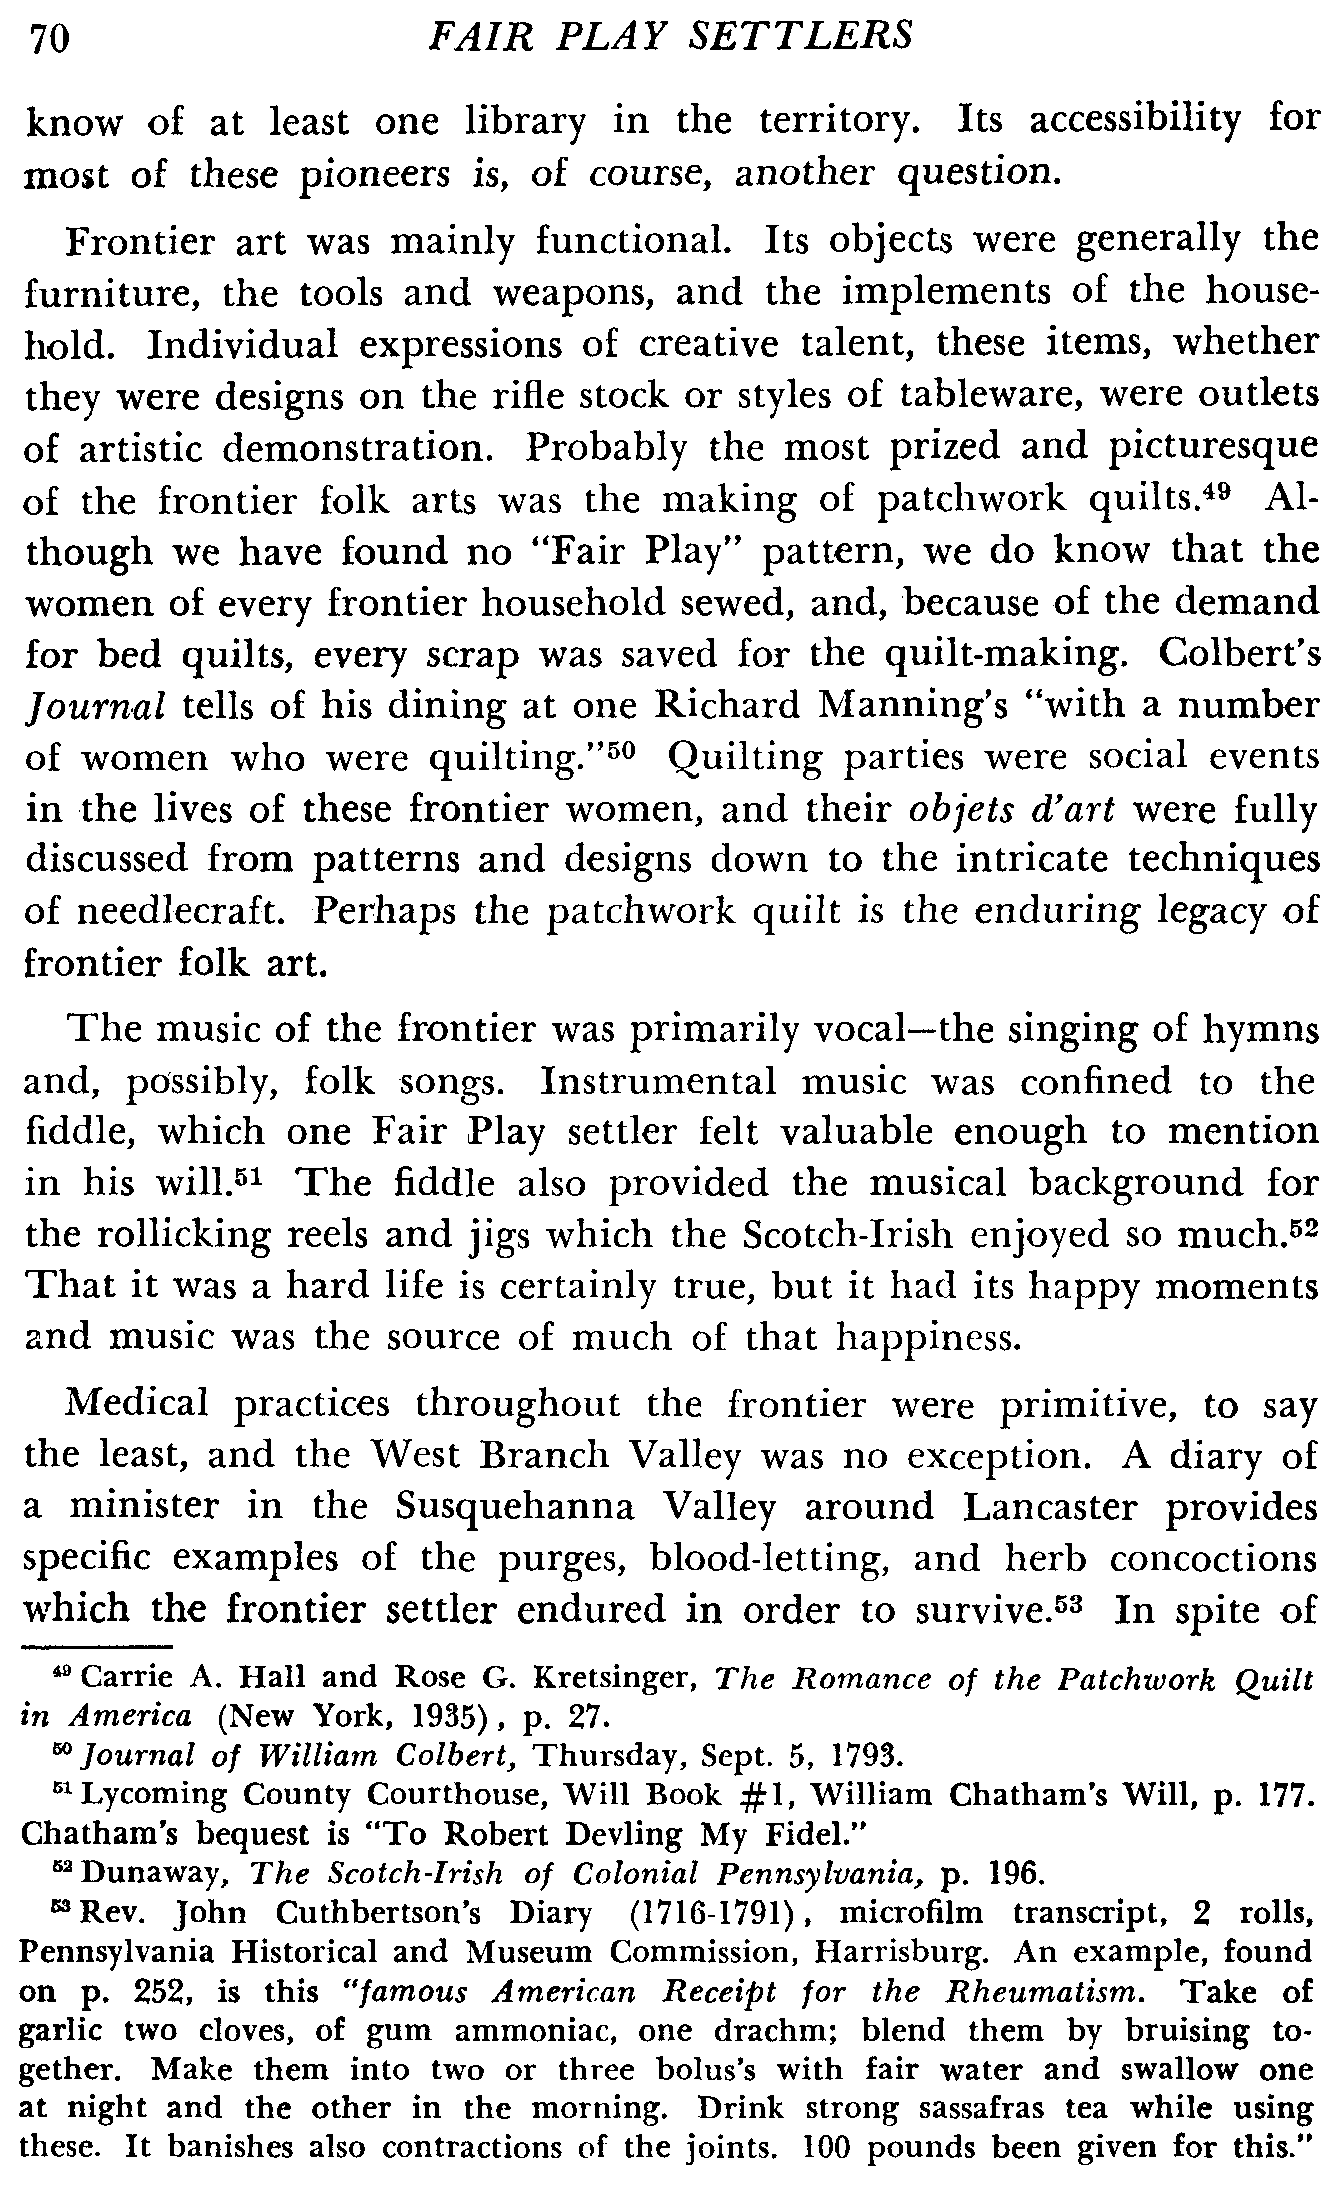 70 FAIR PLAY SETTLERS
know of at least one library in the territory. Its accessibility for
most of these pioneers is, of course, another question.
Frontier art was mainly functional. Its objects were generally the
furniture, the tools and weapons, and the implements of the house-
hold. Individual expressions of creative talent, these items, whether
they were designs on the rifle stock or styles of tableware, were outlets
of artistic demonstration. Probably the most prized and picturesque
of the frontier folk arts was the making of patchwork quilts.⁴⁹ Al-
though we have found no "Fair Play" pattern, we do know that the
women of every frontier household sewed, and, because of the demand
for bed quilts, every scrap was saved for the quilt-making. Colbert's
Journal tells of his dining at one Richard Manning's "with a number
of women who were quilting."⁵⁰ Quilting parties were social events
in the lives of these frontier women, and their objets d'art were fully
discussed from patterns and designs down to the intricate techniques
of needlecraft. Perhaps the patchwork quilt is the enduring legacy of
frontier folk art.
The music of the frontier was primarily vocal—the singing of hymns
and, possibly, folk songs. Instrumental music was confined to the
fiddle, which one Fair Play settler felt valuable enough to mention
in his will.⁵¹ The fiddle also provided the musical background for
the rollicking reels and jigs which the Scotch-Irish enjoyed so much.⁵²
That it was a hard life is certainly true, but it had its happy moments
and music was the source of much of that happiness.
Medical practices throughout the frontier were primitive, to say
the least, and the West Branch Valley was no exception. A diary of
a minister in the Susquehanna Valley around Lancaster provides
specific examples of the purges, blood-letting, and herb concoctions
which the frontier settler endured in order to survive.⁵³ In spite of
⁴⁹ Carrie A. Hall and Rose G. Kretsinger, The Romance of the Patchwork Quilt
in America (New York, 1935), p. 27.
⁵⁰ Journal of William Colbert, Thursday, Sept. 5, 1793.
⁵¹ Lycoming County Courthouse, Will Book #1, William Chatham's Will, p. 177.
Chatham's bequest is "To Robert Devling My Fidel."
⁵² Dunaway, The Scotch-Irish of Colonial Pennsylvania, p. 196.
⁵³ Rev. John Cuthbertson's Diary (1716-1791), microfilm transcript, 2 rolls,
Pennsylvania Historical and Museum Commission, Harrisburg. An example, found
on p. 252, is this "famous American Receipt for the Rheumatism. Take of
garlic two cloves, of gum ammoniac, one drachm; blend them by bruising to-
gether. Make them into two or three bolus's with fair water and swallow one
at night and the other in the morning. Drink strong sassafras tea while using
these. It banishes also contractions of the joints. 100 pounds been given for this."